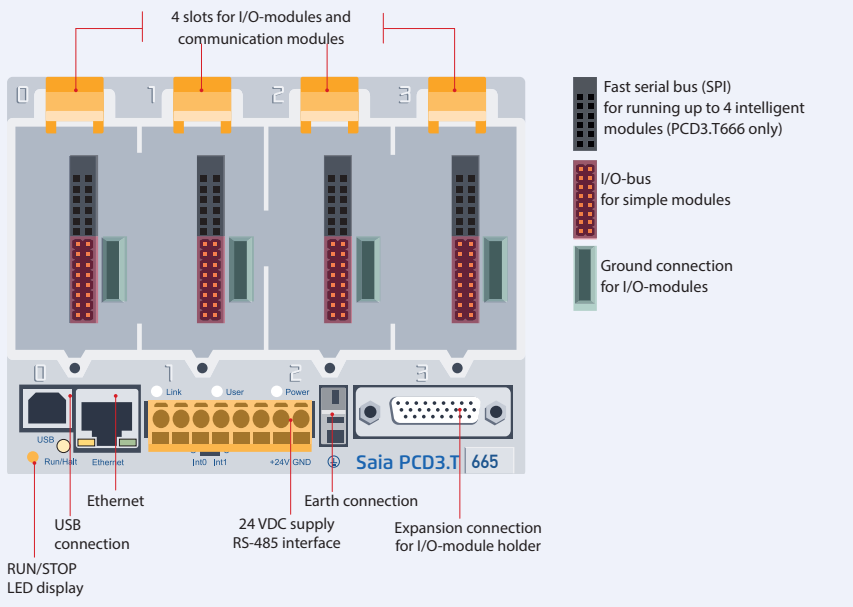 4 slots for I/O-modules and
communication modules
0 1 2 3
Fast serial bus (SPI)
for running up to 4 intelligent
modules (PCD3.T666 only)
I/O-bus
for simple modules
Ground connection
for I/O-modules
0 1 2 3
Link User Power
USB
Run/Halt Ethernet Int0 Int1 +24V GND
Saia PCD3.T 665
Ethernet
Earth connection
USB
connection
24 VDC supply
RS-485 interface
Expansion connection
for I/O-module holder
RUN/STOP
LED display